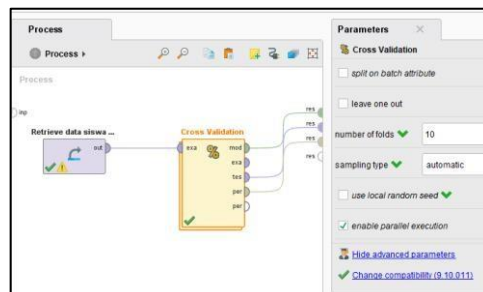 Process
Process
Process
inp
Retrieve data siswa ...
out
Cross Validation
exa
mod
exa
tes
per
per
res
res
res
res
Parameters
Cross Validation
split on batch attribute
leave one out
number of folds
10
sampling type
automatic
use local random seed
enable parallel execution
Hide advanced parameters
Change compatibility (9.10.011)